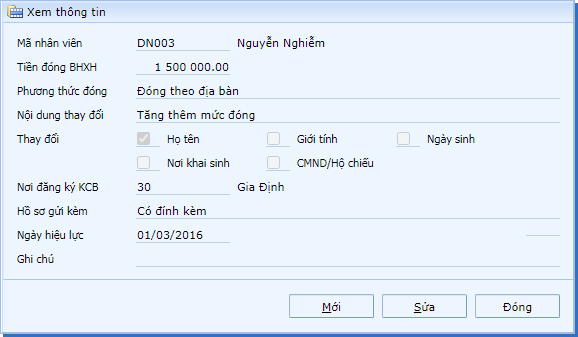 Xem thông tin
Mã nhân viên DN003 Nguyễn Nghiễm
Tiền đóng BHXH 1 500 000.00
Phương thức đóng Đóng theo địa bàn
Nội dung thay đổi Tăng thêm mức đóng
Thay đổi Họ tên Giới tính Ngày sinh
Nơi khai sinh CMND/Hộ chiếu
Nơi đăng ký KCB 30 Gia Định
Hồ sơ gửi kèm Có đính kèm
Ngày hiệu lực 01/03/2016
Ghi chú
Mới Sửa Đóng